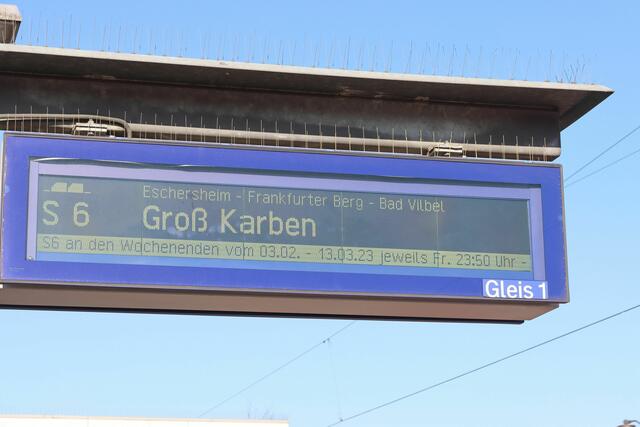 Eschersheim - Frankfurter Berg - Bad Vilbel
S 6 Groß Karben
S6 an den Wochenenden vom 03.02. - 13.03.23 jeweils Fr. 23:50 Uhr -
Gleis 1